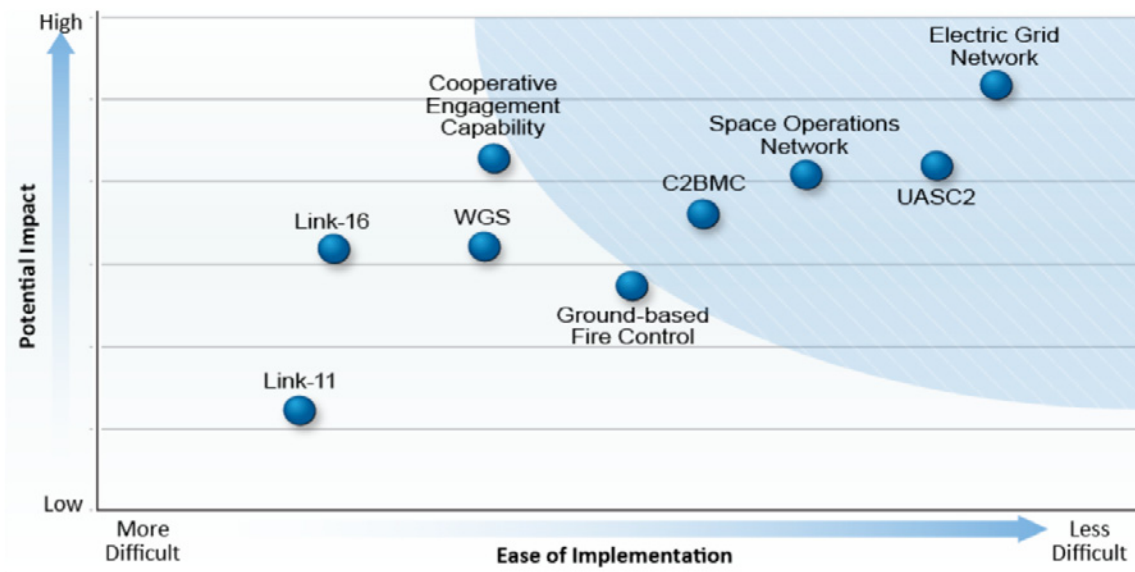 High
Electric Grid
Network
Cooperative
Engagement
Capability
Space Operations
Network
C2BMC
UASC2
Link-16
WGS
Potential Impact
Ground-based
Fire Control
Link-11
Low
More
Difficult
Ease of Implementation
Less
Difficult